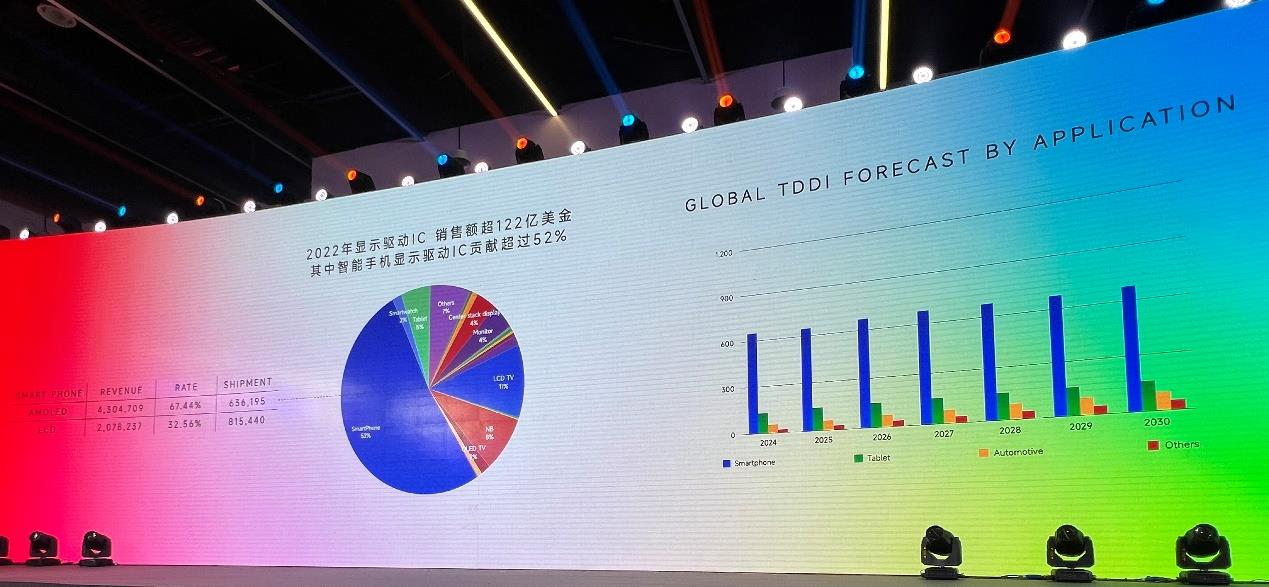 2022年显示驱动IC 销售额超122亿美金
其中智能手机显示驱动IC贡献超过52%
SMART PHONE REVENUE RATE SHIPMENT
AMOLED 4,304,709 67.44% 636,195
LCD 2,078,237 32.56% 815,440
Smartwatch
2%
Tablet
8%
Others
7%
Center stack display
4%
Monitor
4%
LCD TV
11%
NB
8%
SmartPhone
52%
GLOBAL TDDI FORECAST BY APPLICATION
1,200
900
600
300
0
2024 2025 2026 2027 2028 2029 2030
Smartphone Tablet Automotive Others